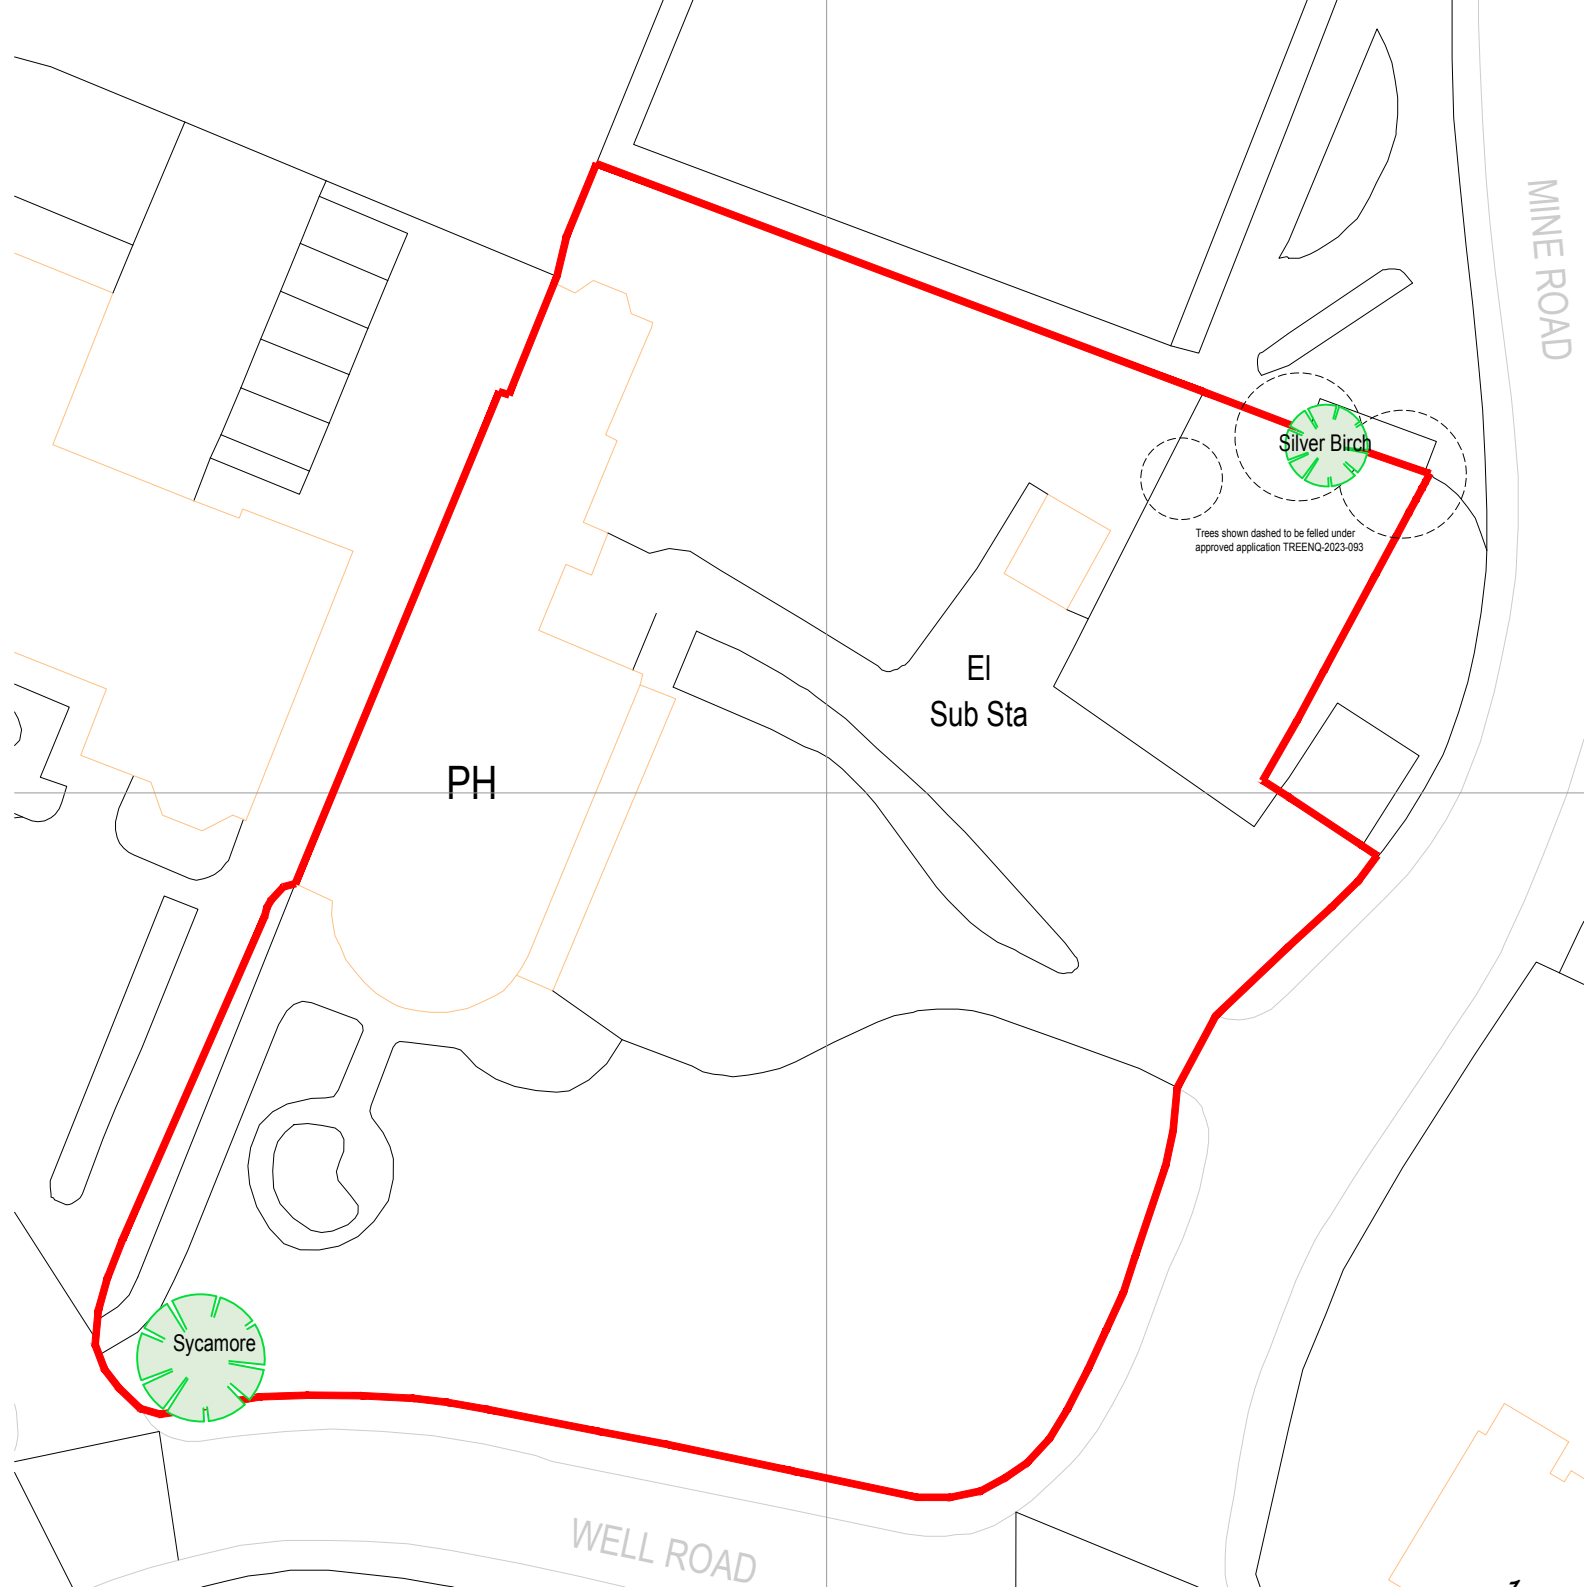 MINE ROAD
Silver Birch
Trees shown dashed to be felled under
approved application TREENQ-2023-093
El
Sub Sta
PH
Sycamore
WELL ROAD